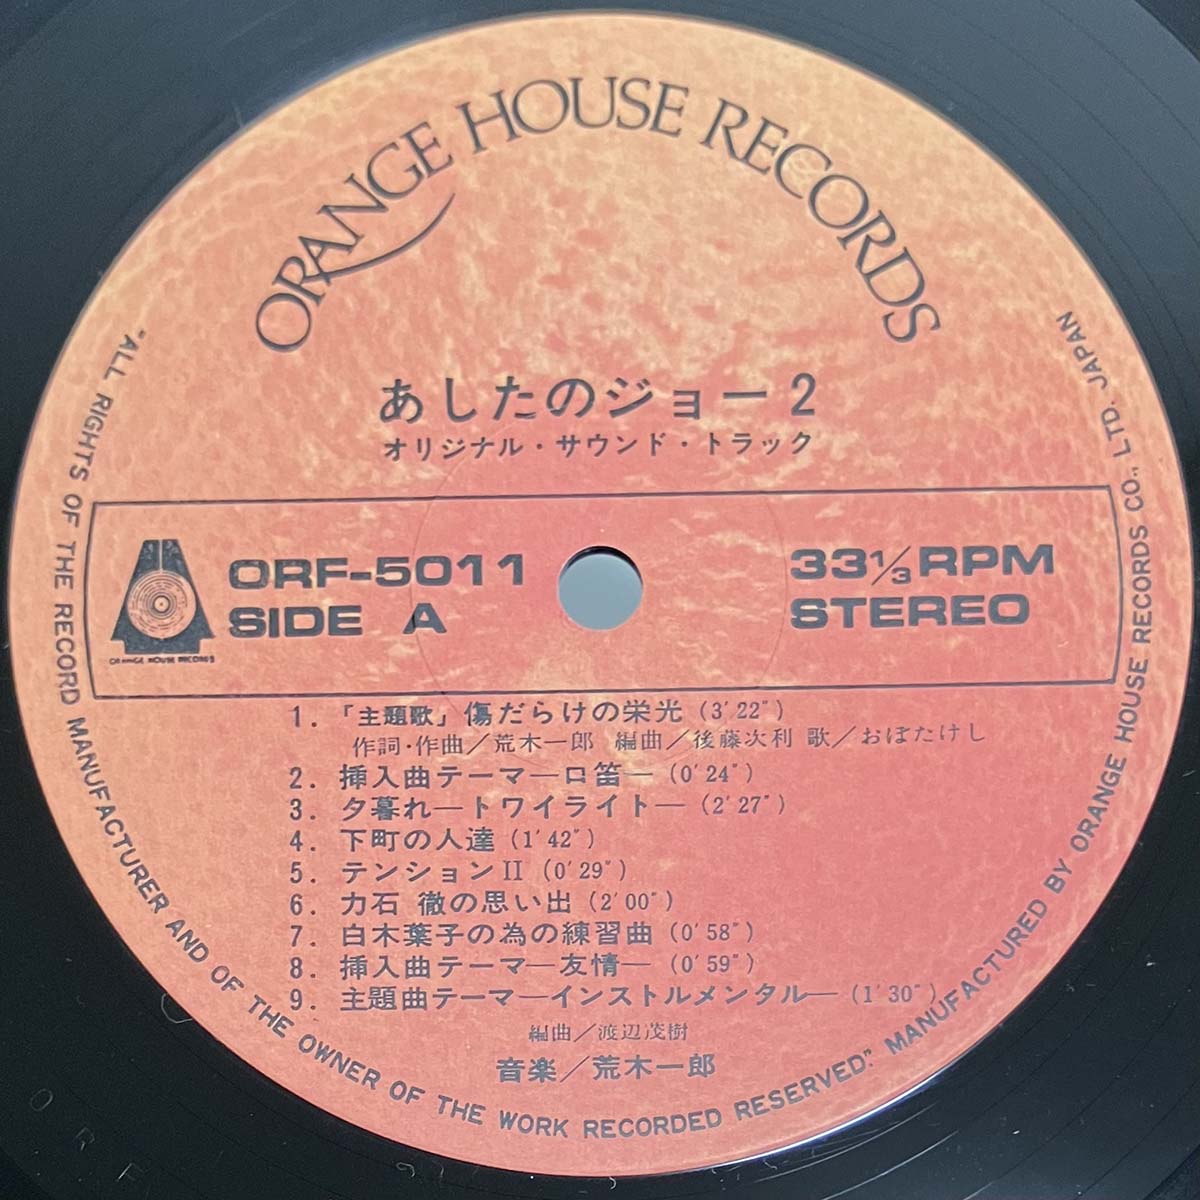 ORANGE HOUSE RECORDS
あしたのジョー2
オリジナル・サウンド・トラック
ORANGE HOUSE RECORDS
ORF-5011
SIDE A
33 1/3 RPM
STEREO
1. 「主題歌」傷だらけの栄光 (3'22")
作詞・作曲/荒木一郎 編曲/後藤次利 歌/おぼたけし
2. 挿入曲テーマ—口笛— (0'24")
3. 夕暮れ—トワイライト— (2'27")
4. 下町の人達 (1'42")
5. テンションII (0'29")
6. 力石 徹の思い出 (2'00")
7. 白木葉子の為の練習曲 (0'58")
8. 挿入曲テーマ—友情— (0'59")
9. 主題曲テーマ—インストルメンタル— (1'30")
編曲/渡辺茂樹
音楽/荒木一郎
"ALL RIGHTS OF THE RECORD MANUFACTURER AND OF THE OWNER OF THE WORK RECORDED RESERVED." MANUFACTURED BY ORANGE HOUSE RECORDS CO., LTD. JAPAN